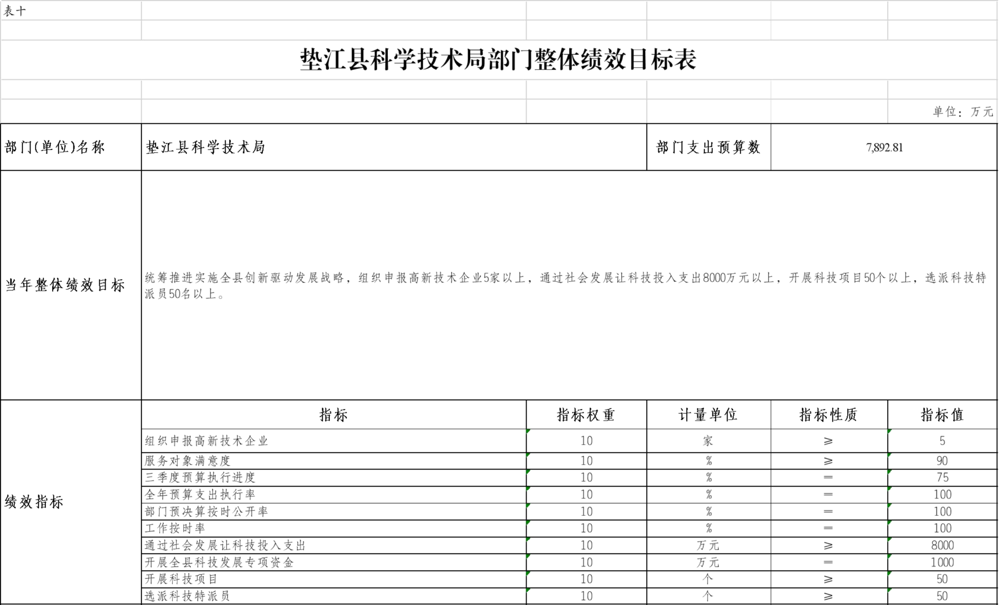 表十
垫江县科学技术局部门整体绩效目标表
单位：万元
部门(单位)名称 垫江县科学技术局 部门支出预算数 7,892.81
当年整体绩效目标
统筹推进实施全县创新驱动发展战略，组织申报高新技术企业5家以上，通过社会发展让科技投入支出8000万元以上，开展科技项目50个以上，选派科技特
派员50名以上。
绩效指标
指标 指标权重 计量单位 指标性质 指标值
组织申报高新技术企业 10 家 ≥ 5
服务对象满意度 10 % ≥ 90
三季度预算执行进度 10 % ＝ 75
全年预算支出执行率 10 % ＝ 100
部门预决算按时公开率 10 % ＝ 100
工作按时率 10 % ＝ 100
通过社会发展让科技投入支出 10 万元 ≥ 8000
开展全县科技发展专项资金 10 万元 ＝ 1000
开展科技项目 10 个 ≥ 50
选派科技特派员 10 个 ≥ 50